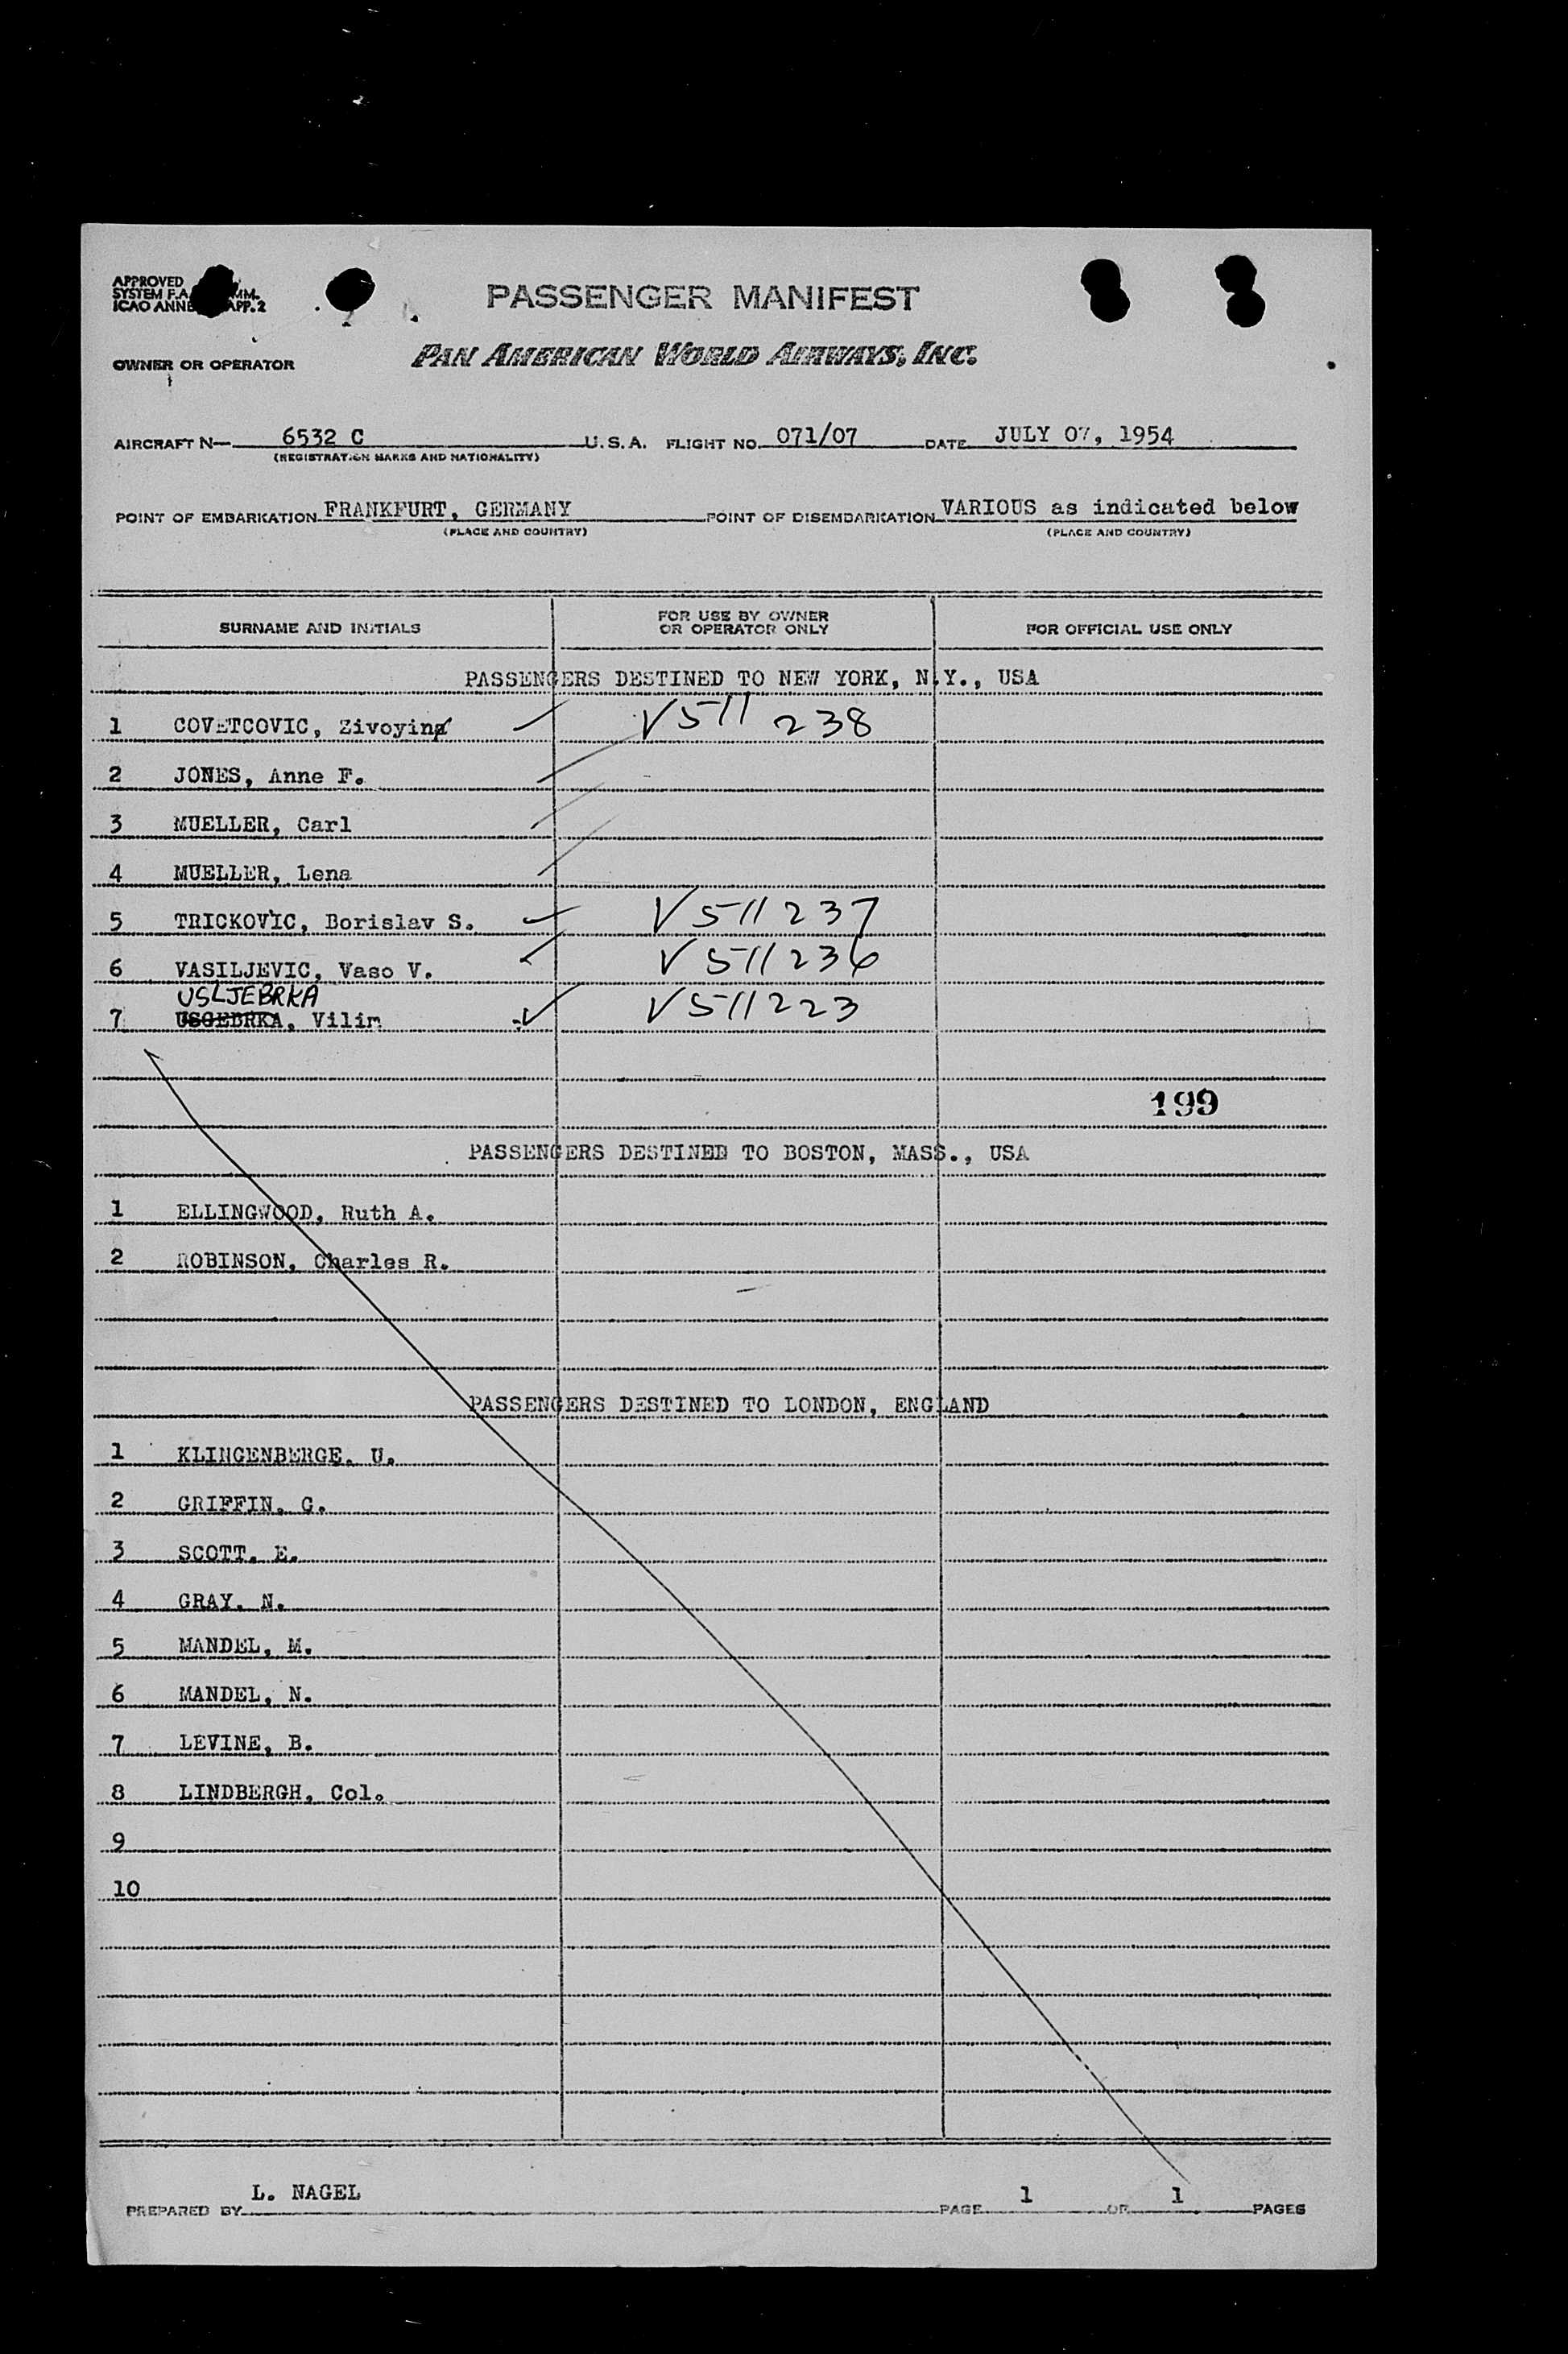 APPROVED
SYSTEM F.A MM.
ICAO ANNE APP. 2
PASSENGER MANIFEST
OWNER OR OPERATOR PAN AMERICAN WORLD AIRWAYS, INC.
AIRCRAFT N— 6532 C U.S.A. FLIGHT NO. 071/07 DATE JULY 07, 1954
(REGISTRATION MARKS AND NATIONALITY)
POINT OF EMBARKATION FRANKFURT, GERMANY POINT OF DISEMBARKATION VARIOUS as indicated below
(PLACE AND COUNTRY) (PLACE AND COUNTRY)
SURNAME AND INITIALS FOR USE BY OWNER OR OPERATOR ONLY FOR OFFICIAL USE ONLY
PASSENGERS DESTINED TO NEW YORK, N.Y., USA
1 COVETCOVIC, Zivoyin V511 238
2 JONES, Anne F.
3 MUELLER, Carl
4 MUELLER, Lena
5 TRICKOVIC, Borislav S. V511237
6 VASILJEVIC, Vaso V. V511236
USLJEBRKA
7 USGEBRKA, Vilim V511223
199
PASSENGERS DESTINED TO BOSTON, MASS., USA
1 ELLINGWOOD, Ruth A.
2 ROBINSON, Charles R.
PASSENGERS DESTINED TO LONDON, ENGLAND
1 KLINGENBERGE, U.
2 GRIFFIN, G.
3 SCOTT, E.
4 GRAY, N.
5 MANDEL, M.
6 MANDEL, N.
7 LEVINE, B.
8 LINDBERGH, Col.
9
10
PREPARED BY L. NAGEL PAGE 1 OF 1 PAGES